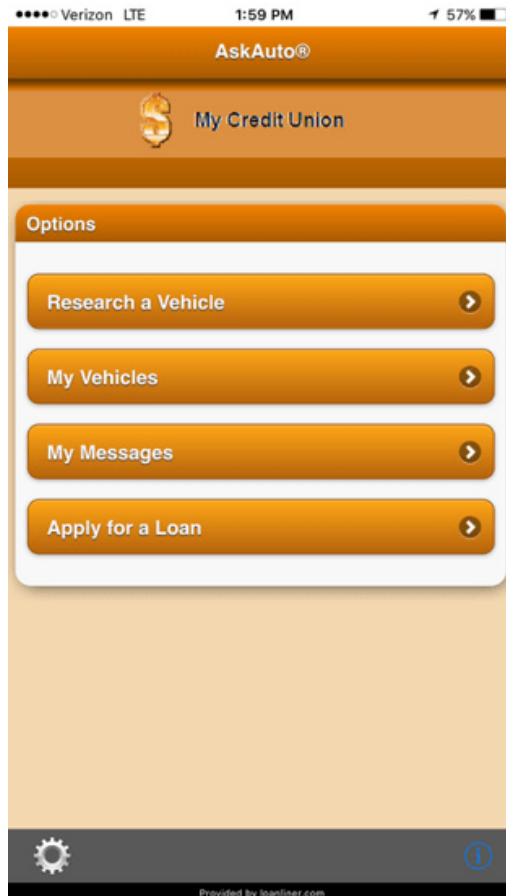 Verizon LTE 1:59 PM 57%
AskAuto®
My Credit Union
Options
Research a Vehicle
My Vehicles
My Messages
Apply for a Loan
Provided by loanliner.com